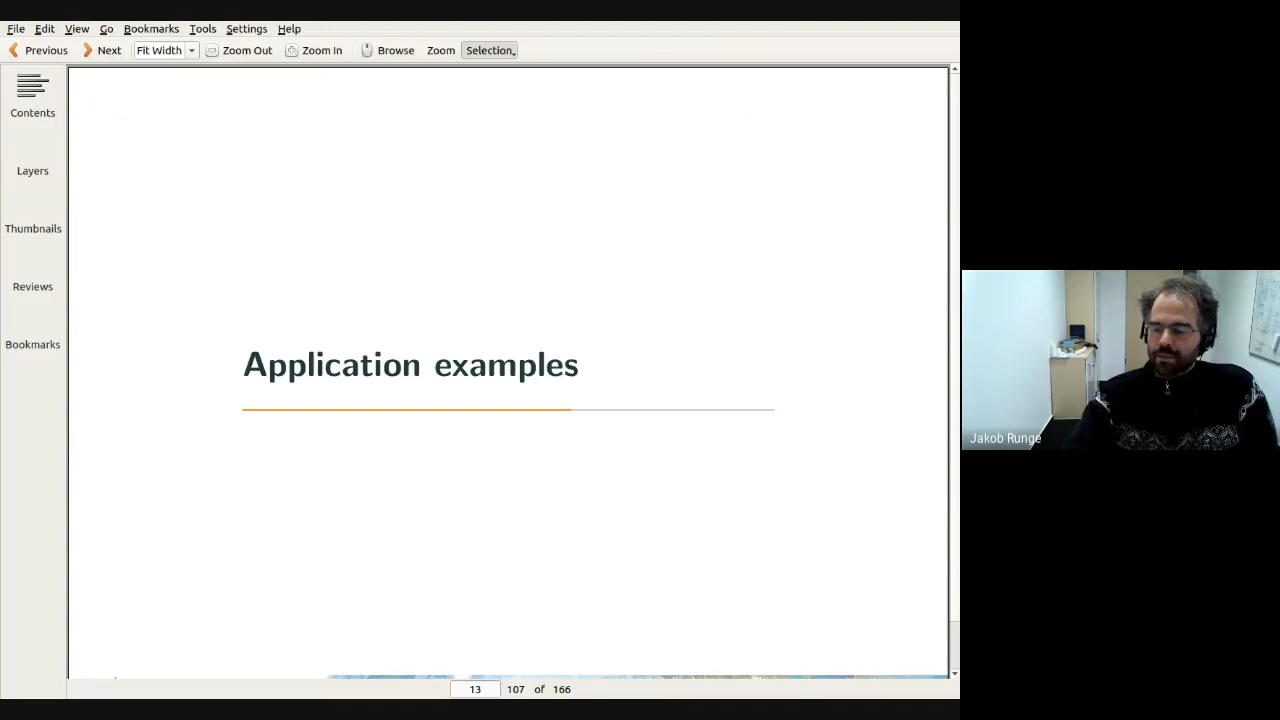 File Edit View Go Bookmarks Tools Settings Help
Previous Next Fit Width Zoom Out Zoom In Browse Zoom Selection
Contents
Layers
Thumbnails
Reviews
Bookmarks
Application examples
13 107 of 166
Jakob Runge